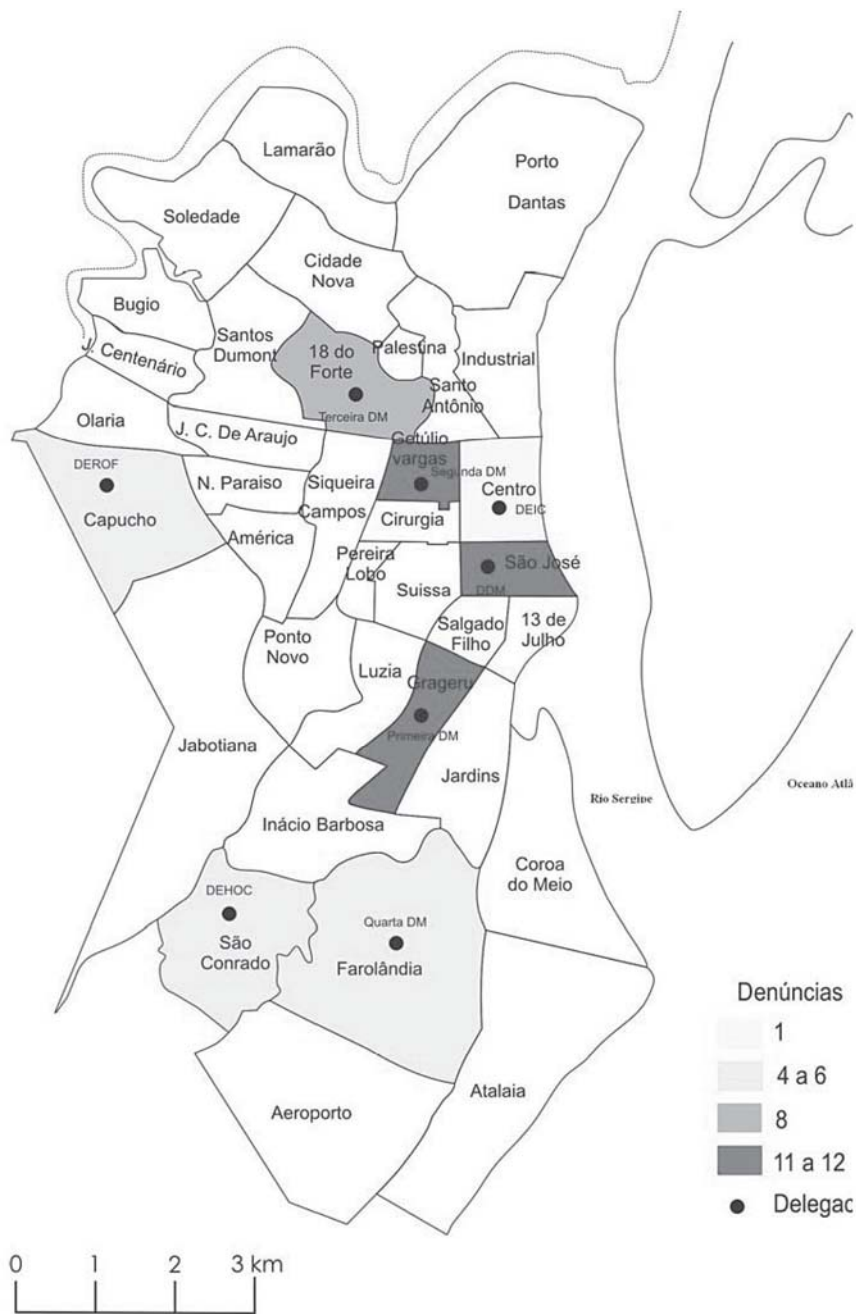 Lamarão
Porto
Dantas
Soledade
Cidade
Nova
Bugio
Santos
Dumont
18 do
Forte
Palestina
Industrial
J. Centenário
Santo
Antônio
Terceira DM
Olaria
J. C. De Araujo
Getúlio
vargas
DEROF
Segunda DM
N. Paraiso
Siqueira
Campos
Centro
DEIC
Capucho
Cirurgia
América
Pereira
Lobo
São José
DDM
Suissa
Salgado
Filho
13 de
Julho
Ponto
Novo
Luzia
Grageru
Primeira DM
Jabotiana
Jardins
Oceano Atlâ
Rio Sergipe
Inácio Barbosa
Coroa
do Meio
DEHOC
Quarta DM
São
Conrado
Farolândia
Aeroporto
Atalaia
Denúncias
1
4 a 6
8
11 a 12
Delegac
0 1 2 3 km